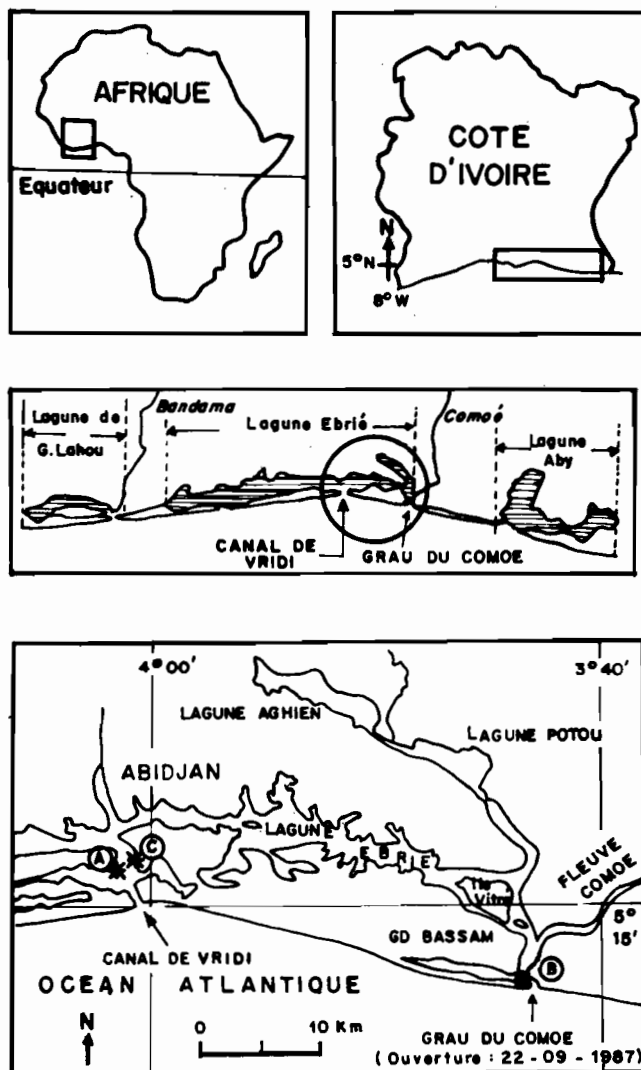 AFRIQUE
Equateur
COTE
D'IVOIRE
N
5°N
8°W
Lagune de
G. Lahou
Bandama
Lagune Ebrié
Comoé
Lagune
Aby
CANAL DE
VRIDI
GRAU DU COMOE
4° 00'
3° 40'
LAGUNE AGHIEN
LAGUNE POTOU
ABIDJAN
LAGUNE
EBRIE
A
C
Ile
Vitré
FLEUVE
COMOE
5°
15'
GD BASSAM
B
CANAL DE VRIDI
OCEAN ATLANTIQUE
N
0 10 Km
GRAU DU COMOE
(Ouverture : 22-09-1987)